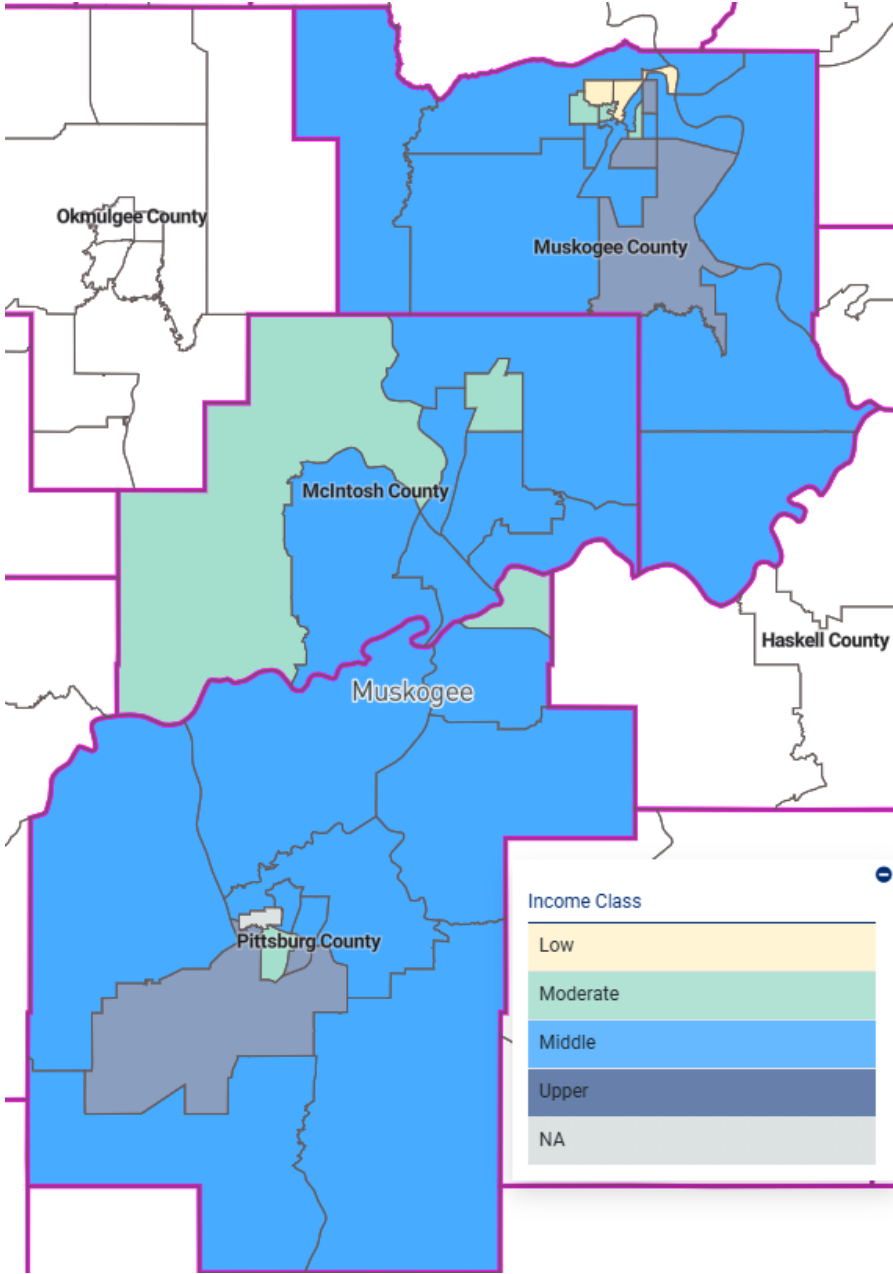 Okmulgee County
Muskogee County
McIntosh County
Haskell County
Muskogee
Pittsburg County
Income Class
Low
Moderate
Middle
Upper
NA